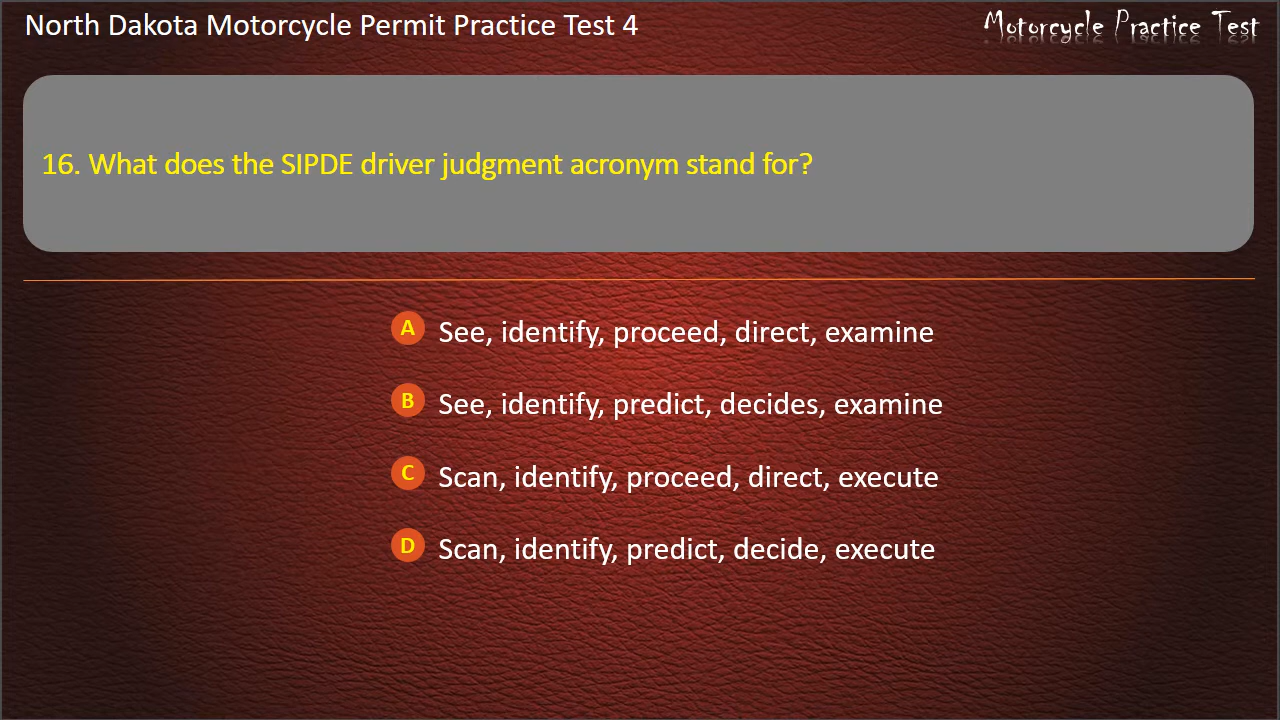 North Dakota Motorcycle Permit Practice Test 4
Motorcycle Practice Test
16. What does the SIPDE driver judgment acronym stand for?
A See, identify, proceed, direct, examine
B See, identify, predict, decides, examine
C Scan, identify, proceed, direct, execute
D Scan, identify, predict, decide, execute